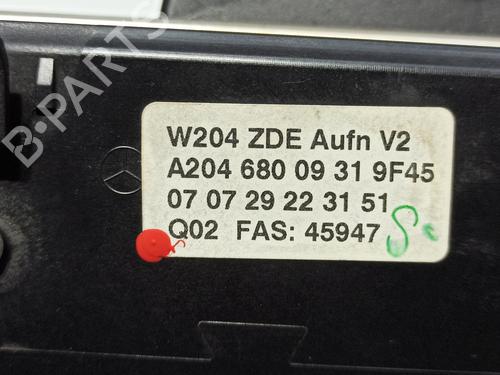 B-PARTS
W204 ZDE Aufn V2
A204 680 09 31 9F45
07 07 29 22 31 51
Q02 FAS: 45947